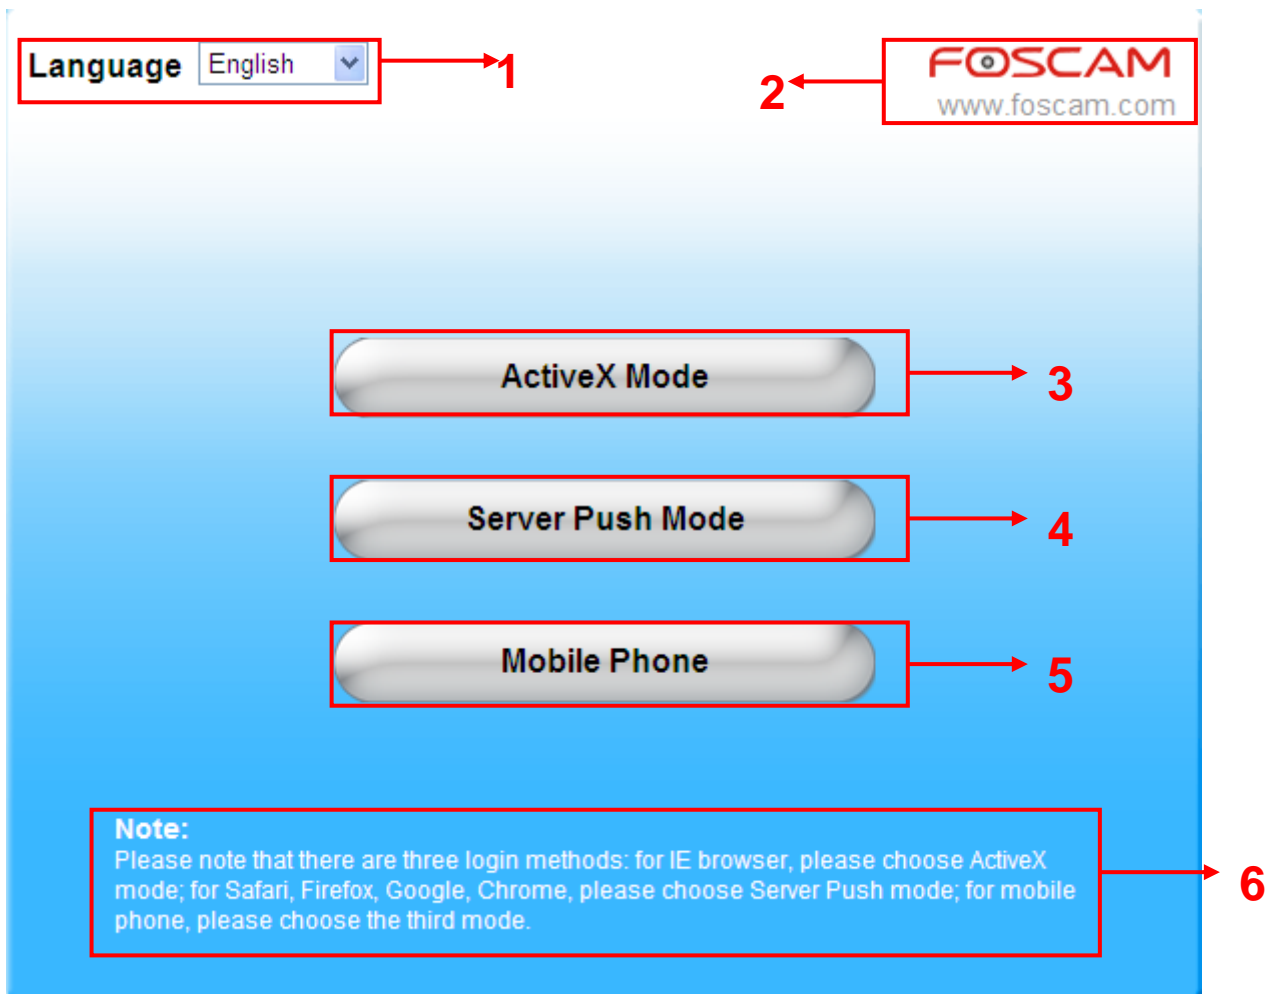 Language English
1
FOSCAM
www.foscam.com
2
ActiveX Mode
3
Server Push Mode
4
Mobile Phone
5
Note:
Please note that there are three login methods: for IE browser, please choose ActiveX
mode; for Safari, Firefox, Google, Chrome, please choose Server Push mode; for mobile
phone, please choose the third mode.
6